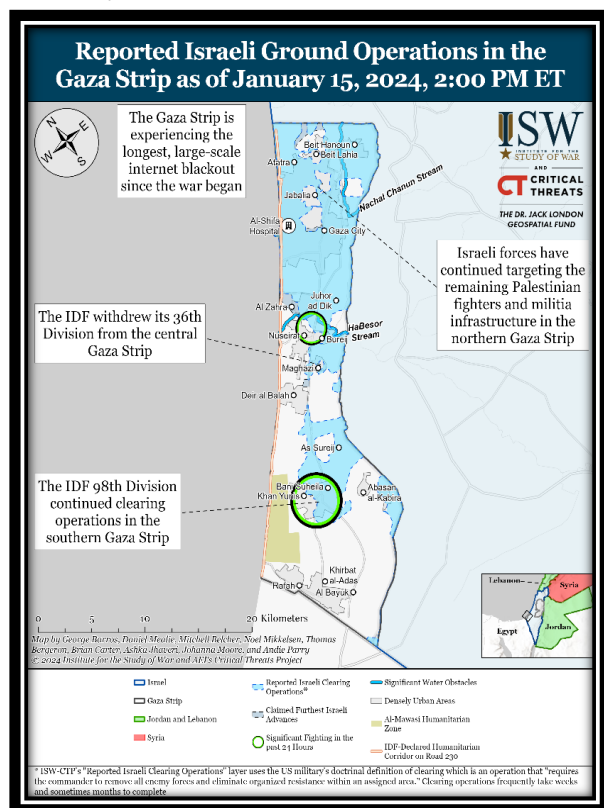 Reported Israeli Ground Operations in the
Gaza Strip as of January 15, 2024, 2:00 PM ET
N
E
W
S
The Gaza Strip is
experiencing the
longest, large-scale
internet blackout
since the war began
ISW
INSTITUTE FOR THE
STUDY OF WAR
AND
CT CRITICAL
THREATS
THE DR. JACK LONDON
GEOSPATIAL FUND
Beit Hanoun
Beit Lahia
Afatra
Jabalia
Nachal Chanun Stream
Al-Shifa
Hospital
Gaza City
Israeli forces have
continued targeting the
remaining Palestinian
fighters and militia
infrastructure in the
northern Gaza Strip
Juhor
ad Dik
Al Zahra
The IDF withdrew its 36th
Division from the central
Gaza Strip
HaBesor
Stream
Nuseirat
Bureij
Maghazi
Deir al Balah
As Sureij
The IDF 98th Division
continued clearing
operations in the
southern Gaza Strip
Bani Suheila
Khan Yunis
Abasan
al-Kabira
Khirbat
al-Adas
Rafah
Al Bayuk
0 5 10 20 Kilometers
Lebanon
Syria
Egypt
Jordan
Map by George Barros, Daniel Mealie, Mitchell Belcher, Noel Mikkelsen, Thomas
Bergeron, Brian Carter, Ashka Jhaveri, Johanna Moore, and Andie Parry
© 2024 Institute for the Study of War and AEI's Critical Threats Project
Israel
Gaza Strip
Jordan and Lebanon
Syria
Reported Israeli Clearing
Operations*
Claimed Furthest Israeli
Advances
Significant Fighting in the
past 24 Hours
Significant Water Obstacles
Densely Urban Areas
Al-Mawasi Humanitarian
Zone
IDF-Declared Humanitarian
Corridor on Road 230
* ISW-CTP's "Reported Israeli Clearing Operations" layer uses the US military's doctrinal definition of clearing which is an operation that "requires
the commander to remove all enemy forces and eliminate organized resistance within an assigned area." Clearing operations frequently take weeks
and sometimes months to complete